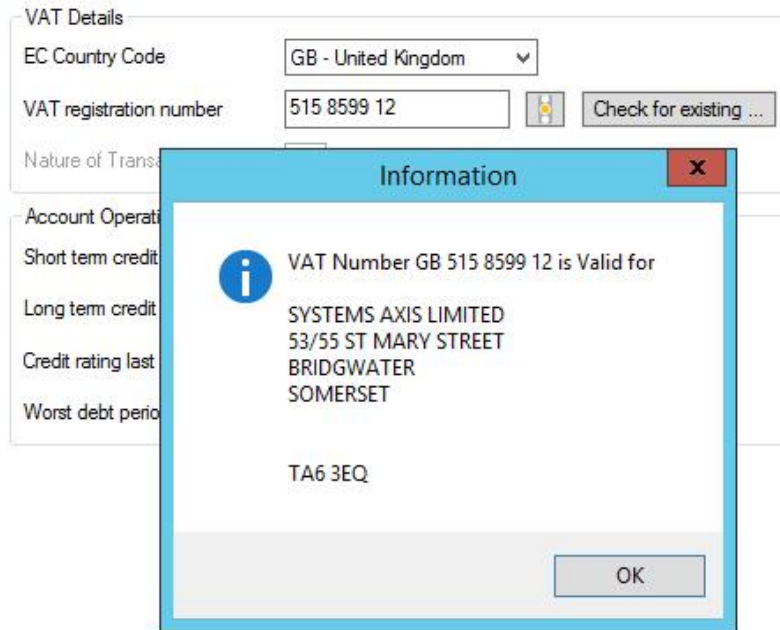 VAT Details
EC Country Code
GB - United Kingdom
VAT registration number
515 8599 12
Check for existing ...
Nature of Transa
Information
x
Account Operati
Short term credit
Long term credit
Credit rating last
Worst debt perio
i
VAT Number GB 515 8599 12 is Valid for
SYSTEMS AXIS LIMITED
53/55 ST MARY STREET
BRIDGWATER
SOMERSET
TA6 3EQ
OK